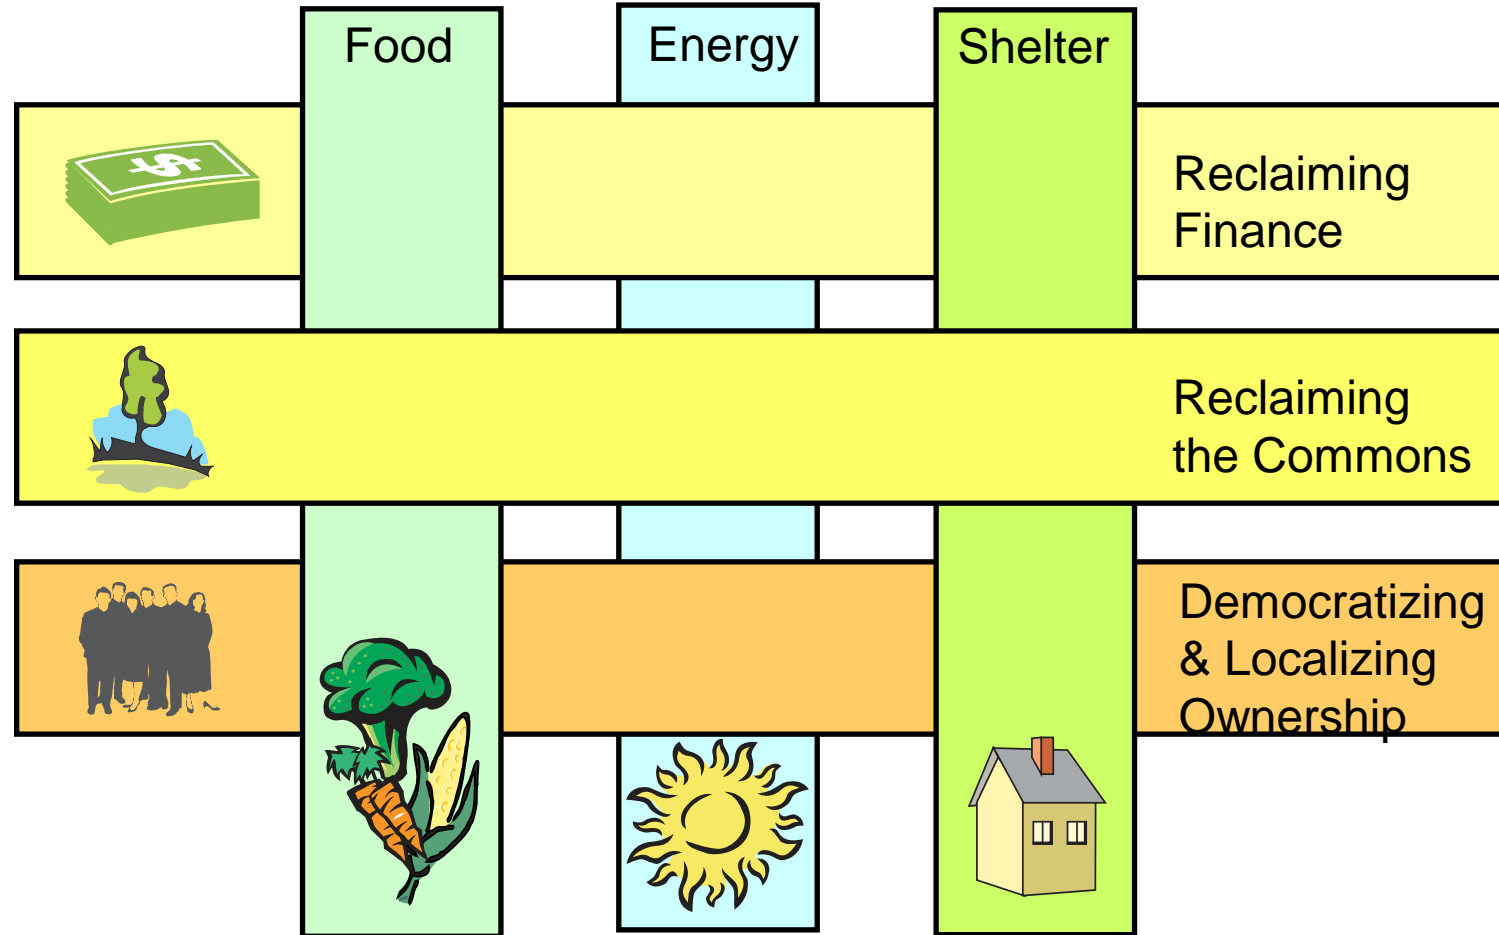 Food
Energy
Shelter
$
Reclaiming
Finance
Reclaiming
the Commons
Democratizing
& Localizing
Ownership